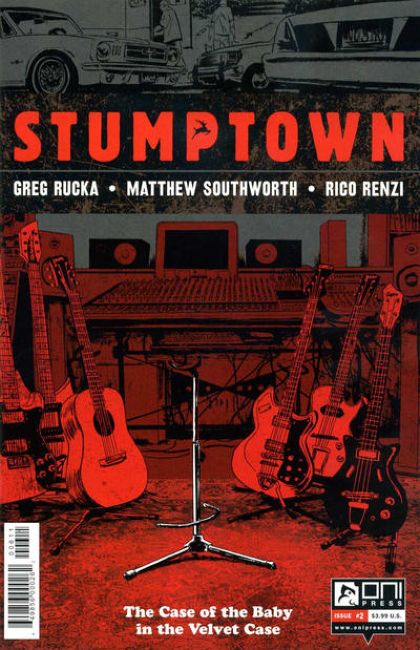 STUMPTOWN
GREG RUCKA • MATTHEW SOUTHWORTH • RICO RENZI
00611
The Case of the Baby
in the Velvet Case
ONI
PRESS
ISSUE #2 $3.99 U.S.
www.onipress.com